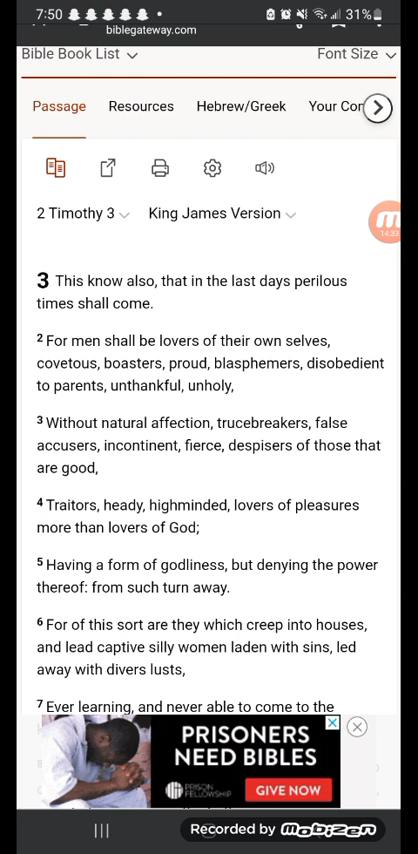 7:50 31%
biblegateway.com
Bible Book List Font Size
Passage Resources Hebrew/Greek Your Con
2 Timothy 3 King James Version
14:33
3 This know also, that in the last days perilous
times shall come.
2 For men shall be lovers of their own selves,
covetous, boasters, proud, blasphemers, disobedient
to parents, unthankful, unholy,
3 Without natural affection, trucebreakers, false
accusers, incontinent, fierce, despisers of those that
are good,
4 Traitors, heady, highminded, lovers of pleasures
more than lovers of God;
5 Having a form of godliness, but denying the power
thereof: from such turn away.
6 For of this sort are they which creep into houses,
and lead captive silly women laden with sins, led
away with divers lusts,
7 Ever learning, and never able to come to the
PRISONERS
NEED BIBLES
PRISON
FELLOWSHIP
GIVE NOW
Recorded by mobizen